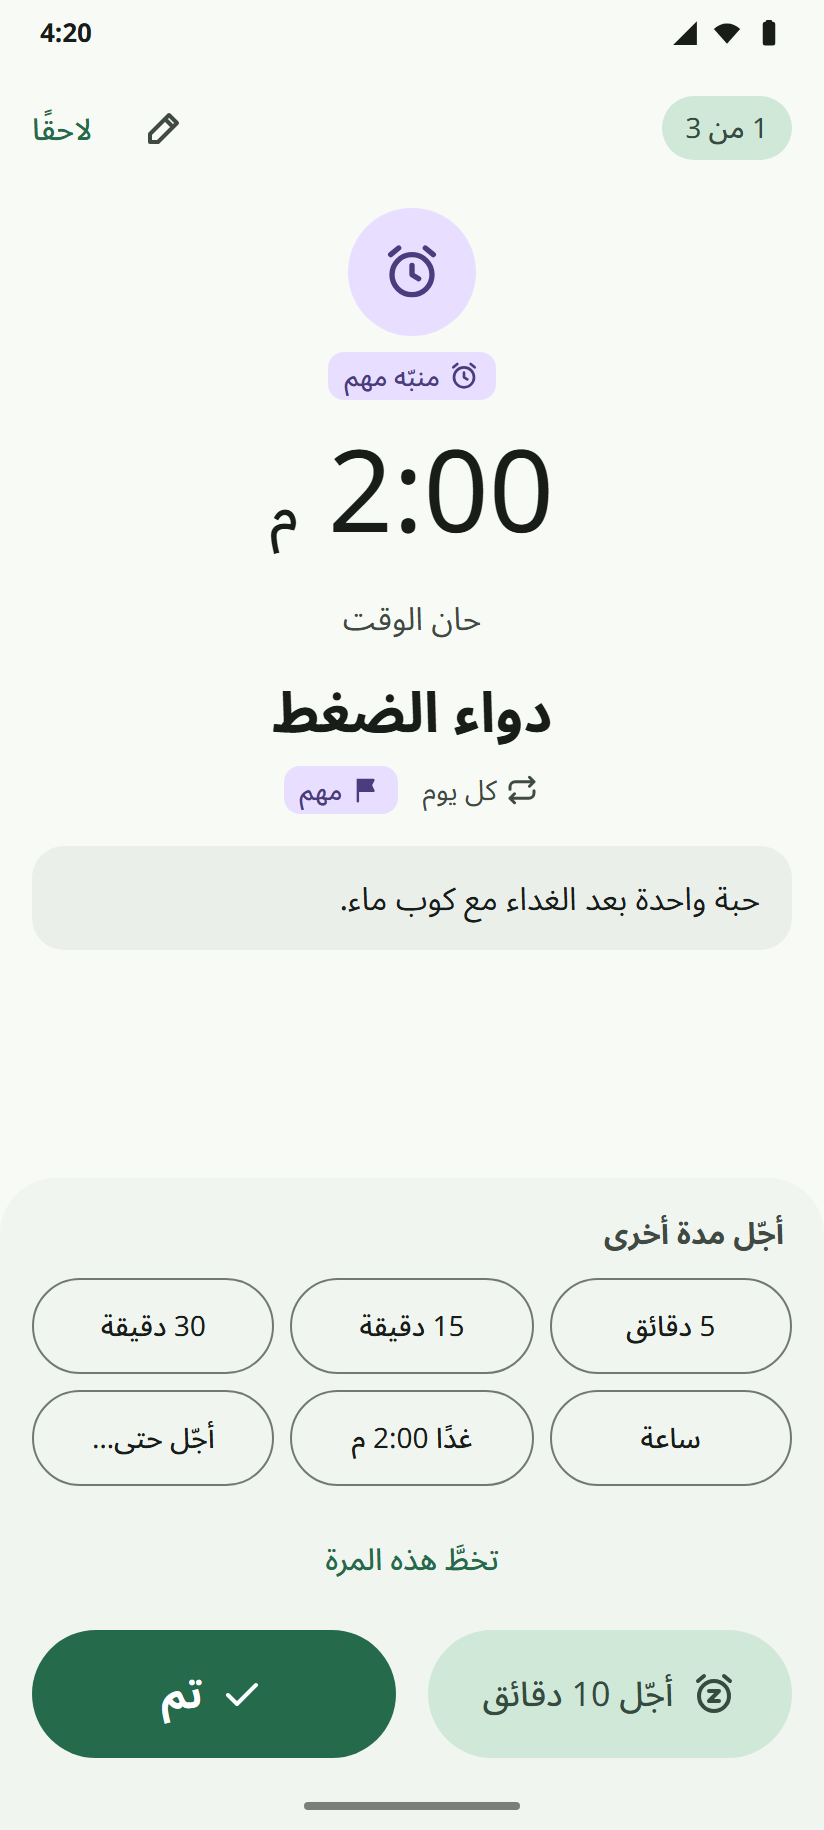 4:20
1 من 3
لاحقًا
منبّه مهم
2:00 م
حان الوقت
دواء الضغط
كل يوم
مهم
حبة واحدة بعد الغداء مع كوب ماء.
أجّل مدة أخرى
5 دقائق
15 دقيقة
30 دقيقة
ساعة
غدًا 2:00 م
أجّل حتى...
تخطَّ هذه المرة
أجّل 10 دقائق
تم